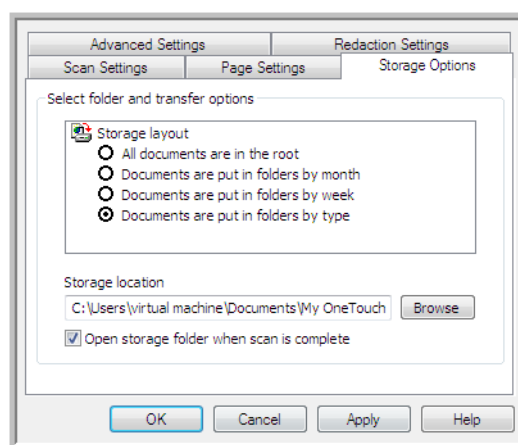 Advanced Settings
Redaction Settings
Scan Settings
Page Settings
Storage Options
Select folder and transfer options
Storage layout
All documents are in the root
Documents are put in folders by month
Documents are put in folders by week
Documents are put in folders by type
Storage location
C:\Users\virtual machine\Documents\My OneTouch
Browse
Open storage folder when scan is complete
OK
Cancel
Apply
Help